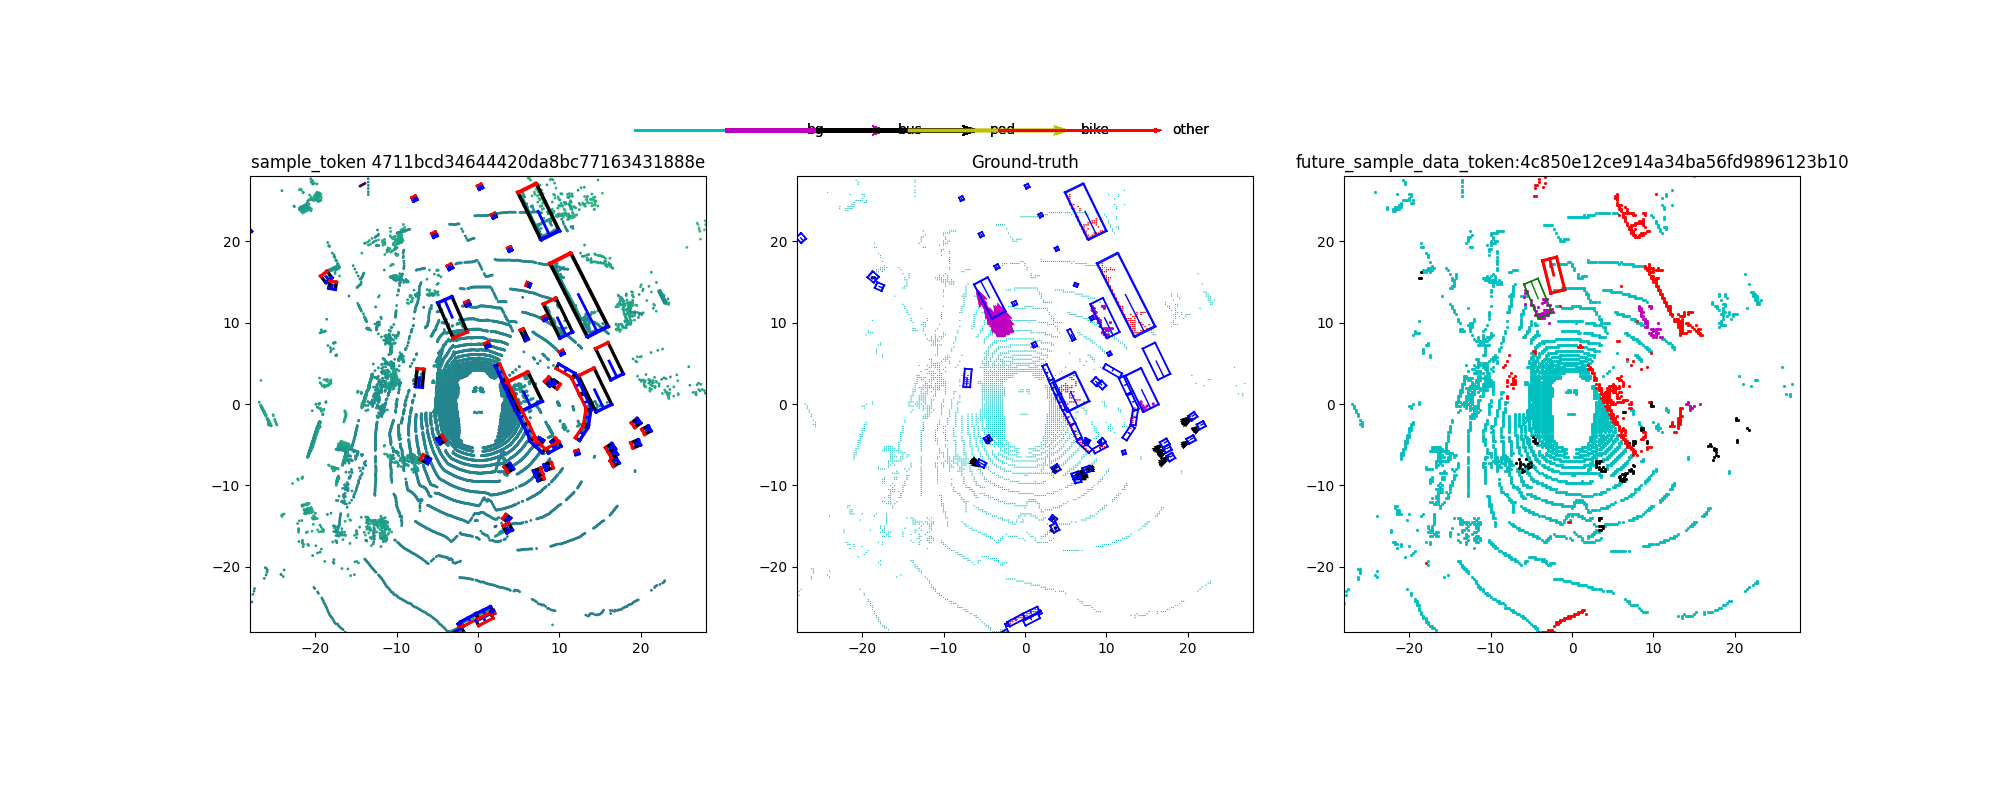 bg bus ped bike other
sample_token 4711bcd34644420da8bc77163431888e
Ground-truth
future_sample_data_token:4c850e12ce914a34ba56fd9896123b10
20
10
0
−10
−20
−20 −10 0 10 20
20
10
0
−10
−20
−20 −10 0 10 20
20
10
0
−10
−20
−20 −10 0 10 20